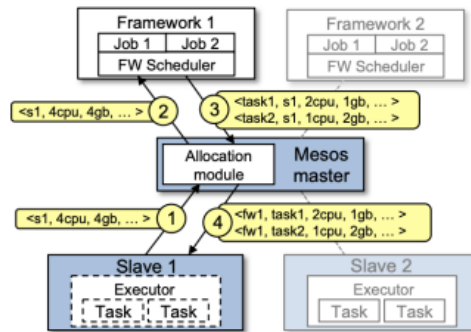 Framework 1
Job 1 Job 2
FW Scheduler
Framework 2
Job 1 Job 2
FW Scheduler
<s1, 4cpu, 4gb, … >
2
3
<task1, s1, 2cpu, 1gb, … >
<task2, s1, 1cpu, 2gb, … >
Allocation
module
Mesos
master
<s1, 4cpu, 4gb, … >
1
4
<fw1, task1, 2cpu, 1gb, … >
<fw1, task2, 1cpu, 2gb, … >
Slave 1
Executor
Task Task
Slave 2
Executor
Task Task